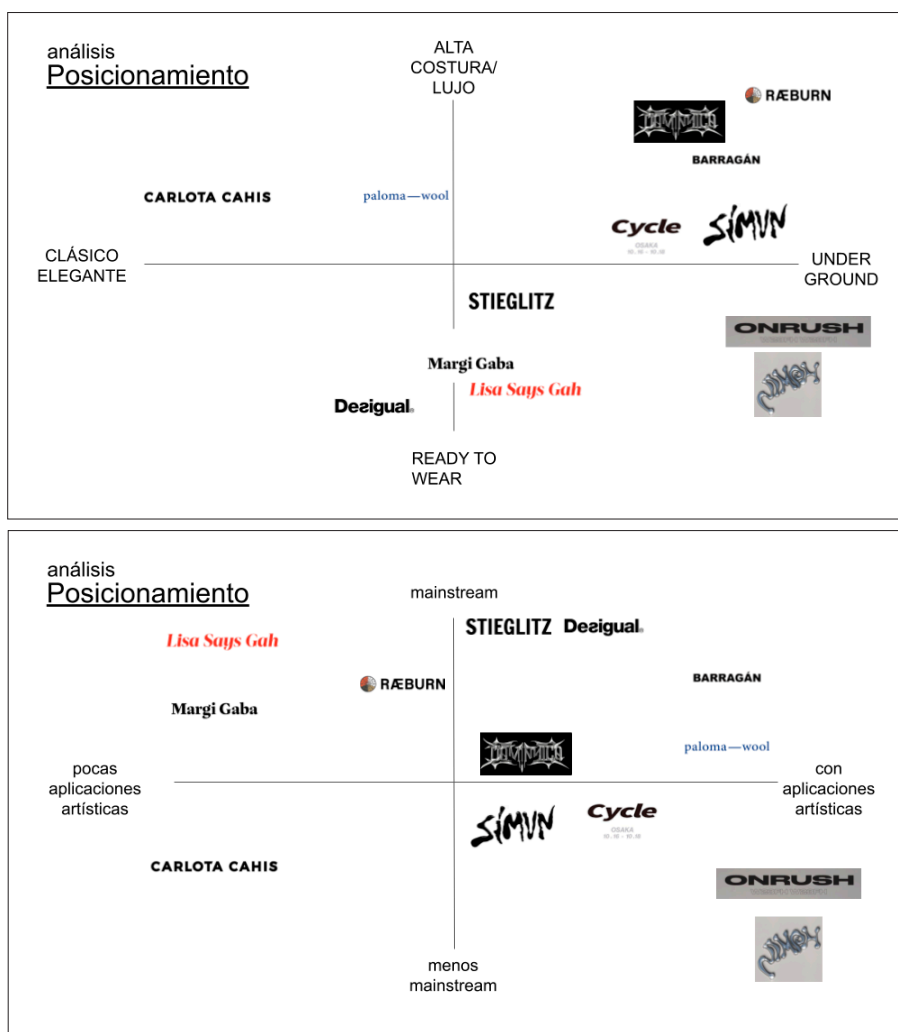 análisis
Posicionamiento
ALTA
COSTURA/
LUJO
RÆBURN
BARRAGÁN
CARLOTA CAHIS
paloma—wool
Cycle
OSAKA
SÍMVN
CLÁSICO
ELEGANTE
UNDER
GROUND
STIEGLITZ
ONRUSH
Margi Gaba
Lisa Says Gah
Desigual.
READY TO
WEAR
análisis
Posicionamiento
mainstream
Lisa Says Gah
STIEGLITZ
Desigual.
RÆBURN
BARRAGÁN
Margi Gaba
paloma—wool
pocas
aplicaciones
artísticas
con
aplicaciones
artísticas
SÍMVN
Cycle
OSAKA
CARLOTA CAHIS
ONRUSH
menos
mainstream